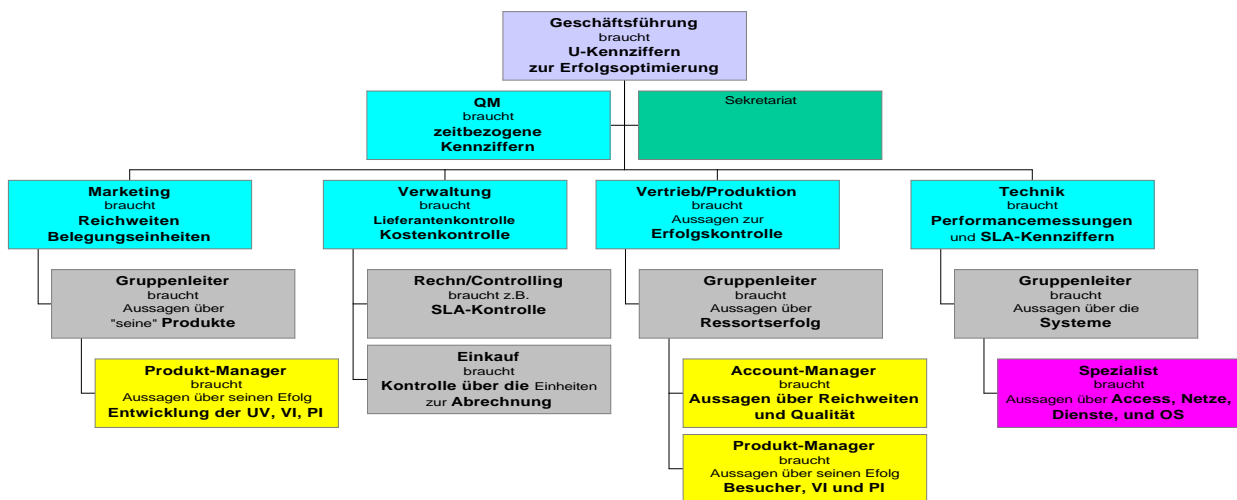 Geschäftsführung
braucht
U-Kennziffern
zur Erfolgsoptimierung
QM
braucht
zeitbezogene
Kennziffern
Sekretariat
Marketing
braucht
Reichweiten
Belegungseinheiten
Verwaltung
braucht
Lieferantenkontrolle
Kostenkontrolle
Vertrieb/Produktion
braucht
Aussagen zur
Erfolgskontrolle
Technik
braucht
Performancemessungen
und SLA-Kennziffern
Gruppenleiter
braucht
Aussagen über
"seine" Produkte
Rechn/Controlling
braucht z.B.
SLA-Kontrolle
Gruppenleiter
braucht
Aussagen über
Ressortserfolg
Gruppenleiter
braucht
Aussagen über die
Systeme
Produkt-Manager
braucht
Aussagen über seinen Efolg
Entwicklung der UV, VI, PI
Einkauf
braucht
Kontrolle über die Einheiten
zur Abrechnung
Account-Manager
braucht
Aussagen über Reichweiten
und Qualität
Spezialist
braucht
Aussagen über Access, Netze,
Dienste, und OS
Produkt-Manager
braucht
Aussagen über seinen Efolg
Besucher, VI und PI